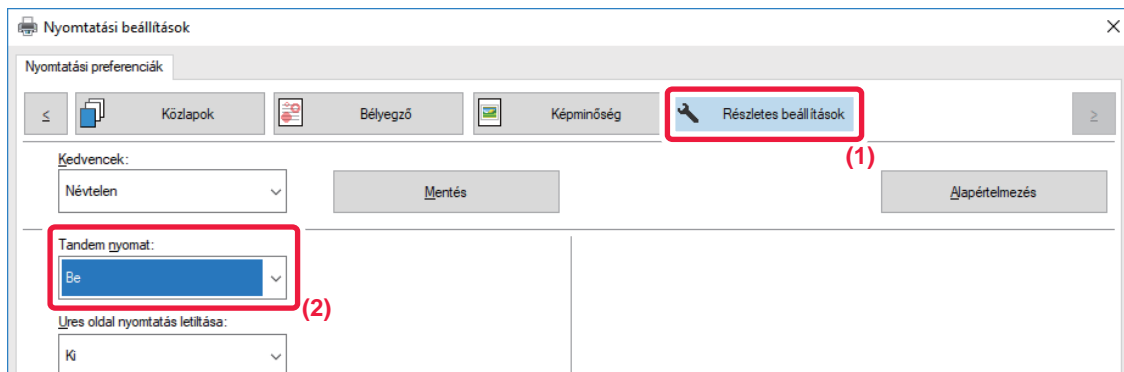 Nyomtatási beállítások
Nyomtatási preferenciák
< Közlapok Bélyegző Képminőség Részletes beállítások >
(1)
Kedvencek:
Névtelen Mentés Alapértelmezés
Tandem nyomat:
Be
(2)
Ures oldal nyomtatás letiltása:
Ki